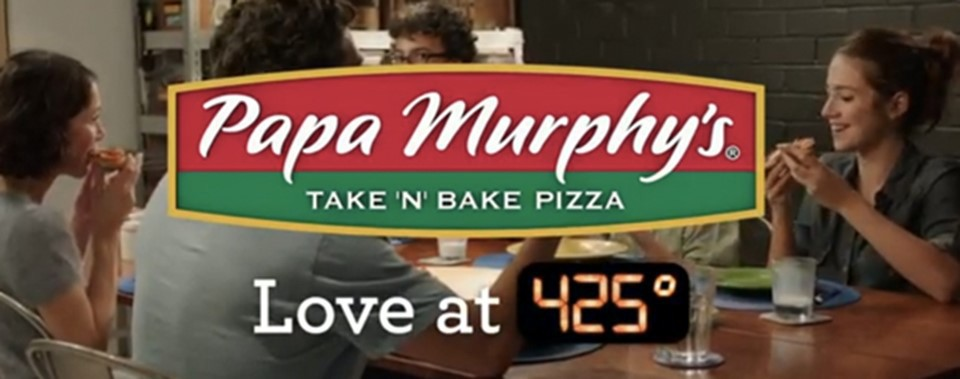 Papa Murphy's®
TAKE 'N' BAKE PIZZA
Love at 425°